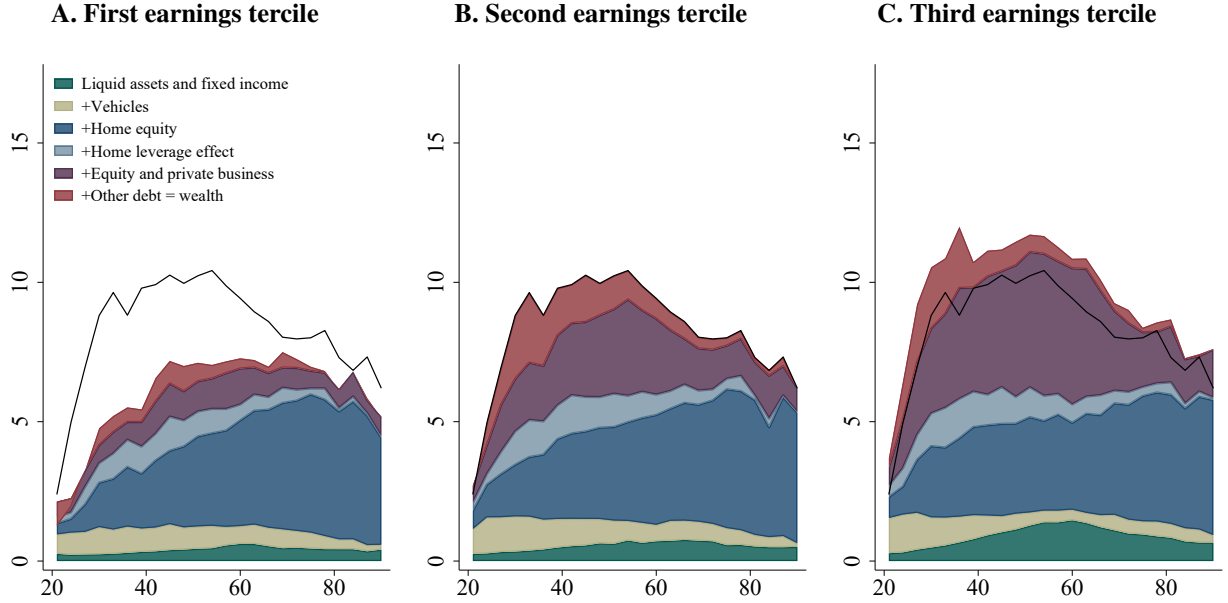 A. First earnings tercile
B. Second earnings tercile
C. Third earnings tercile
Liquid assets and fixed income
+Vehicles
+Home equity
+Home leverage effect
+Equity and private business
+Other debt = wealth
15
10
5
0
20 40 60 80
15
10
5
0
20 40 60 80
15
10
5
0
20 40 60 80